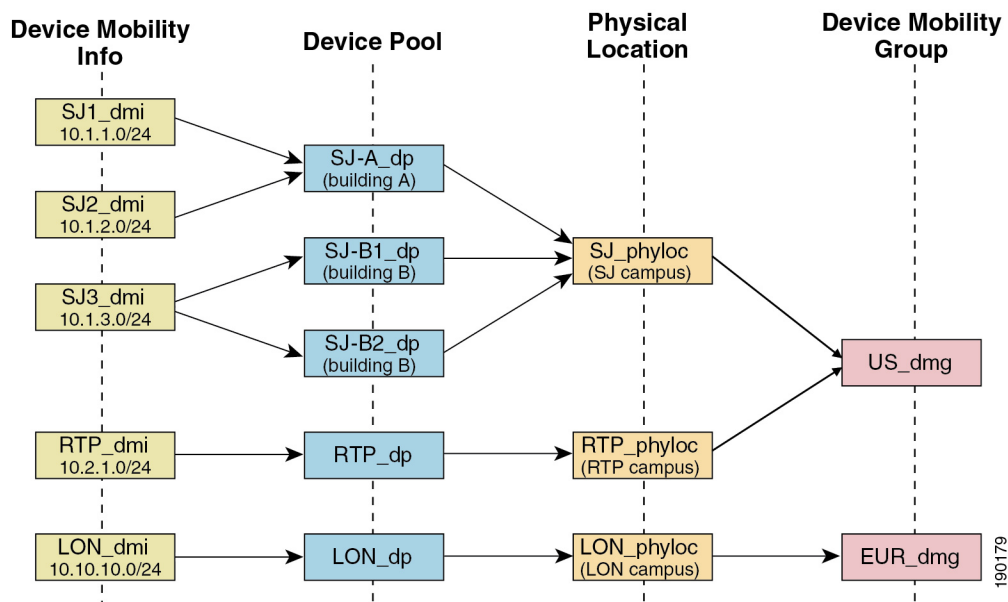 Device Mobility
Info
Device Pool
Physical
Location
Device Mobility
Group
SJ1_dmi
10.1.1.0/24
SJ2_dmi
10.1.2.0/24
SJ3_dmi
10.1.3.0/24
RTP_dmi
10.2.1.0/24
LON_dmi
10.10.10.0/24
SJ-A_dp
(building A)
SJ-B1_dp
(building B)
SJ-B2_dp
(building B)
RTP_dp
LON_dp
SJ_phyloc
(SJ campus)
RTP_phyloc
(RTP campus)
LON_phyloc
(LON campus)
US_dmg
EUR_dmg
190179